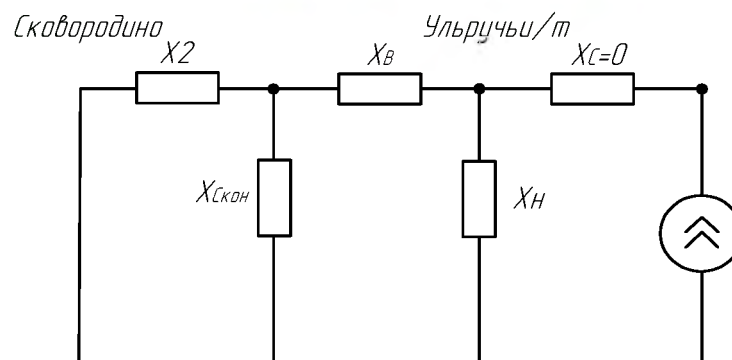 Сковородино
Ульручьи/т
X2
XВ
XС=0
XСкон
XН